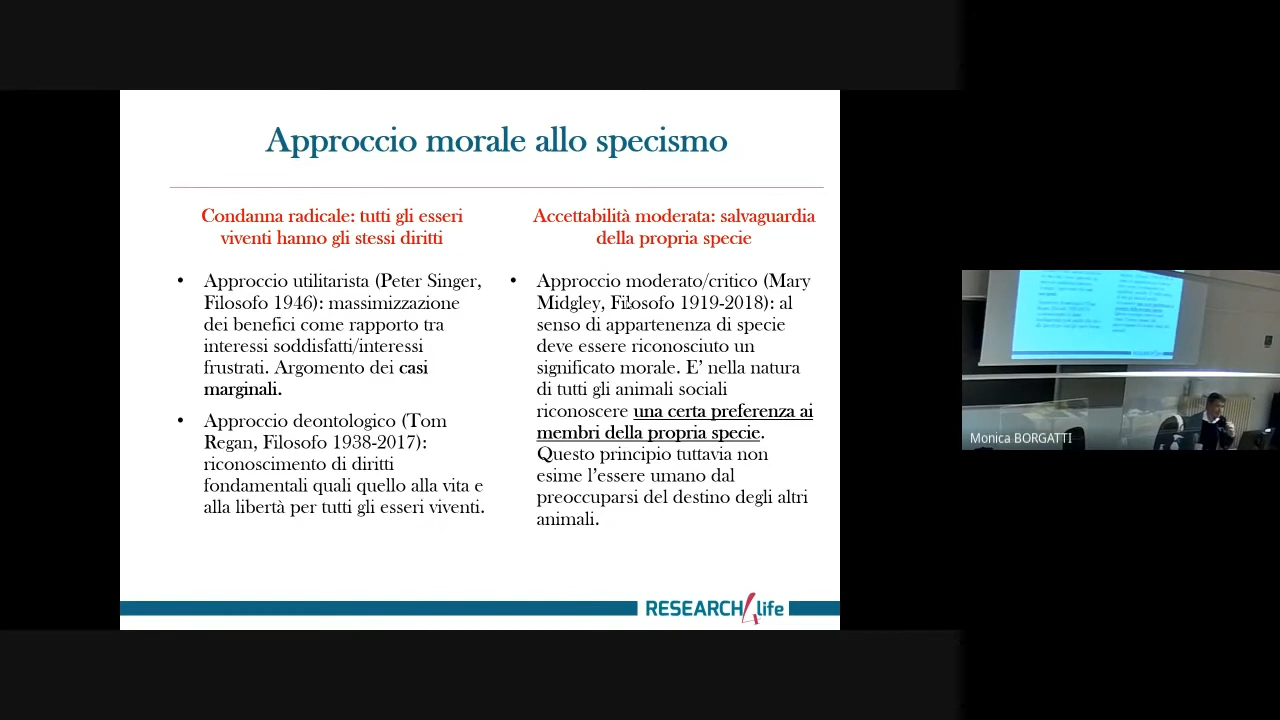 Approccio morale allo specismo
Condanna radicale: tutti gli esseri
viventi hanno gli stessi diritti
• Approccio utilitarista (Peter Singer,
Filosofo 1946): massimizzazione
dei benefici come rapporto tra
interessi soddisfatti/interessi
frustrati. Argomento dei casi
marginali.
• Approccio deontologico (Tom
Regan, Filosofo 1938-2017):
riconoscimento di diritti
fondamentali quali quello alla vita e
alla libertà per tutti gli esseri viventi.
Accettabilità moderata: salvaguardia
della propria specie
• Approccio moderato/critico (Mary
Midgley, Filosofo 1919-2018): al
senso di appartenenza di specie
deve essere riconosciuto un
significato morale. E’ nella natura
di tutti gli animali sociali
riconoscere una certa preferenza ai
membri della propria specie.
Questo principio tuttavia non
esime l’essere umano dal
preoccuparsi del destino degli altri
animali.
RESEARCH4life
Monica BORGATTI